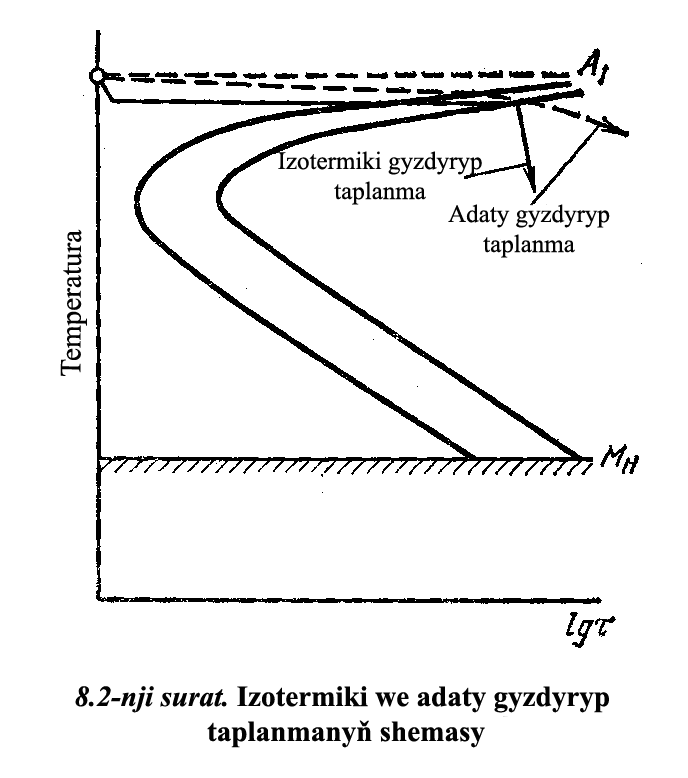 A₁
Izotermiki gyzdyryp
taplanma
Adaty gyzdyryp
taplanma
Temperatura
Mн
lgτ
8.2-nji surat. Izotermiki we adaty gyzdyryp
taplanmanyň shemasy